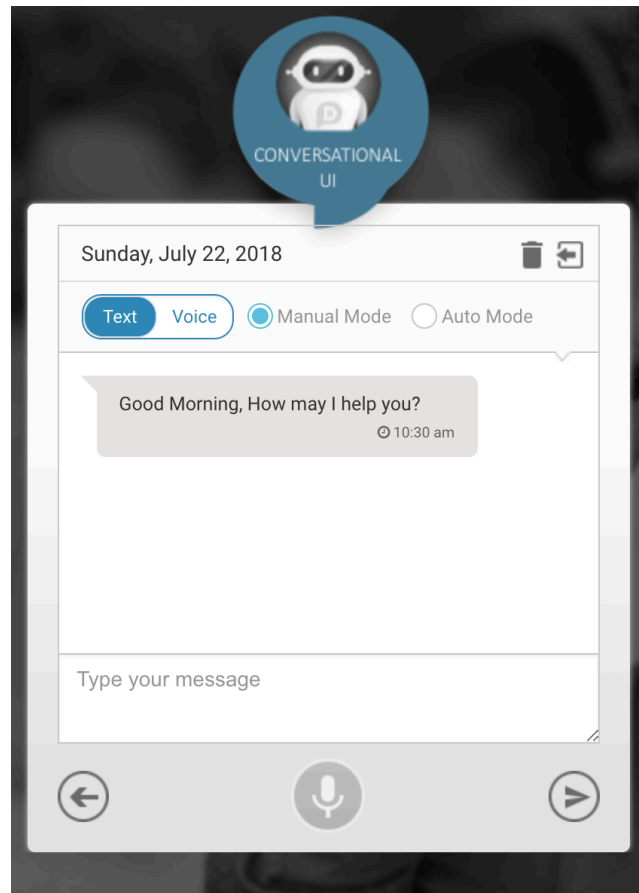 CONVERSATIONAL
UI
Sunday, July 22, 2018
Text Voice Manual Mode Auto Mode
Good Morning, How may I help you?
10:30 am
Type your message